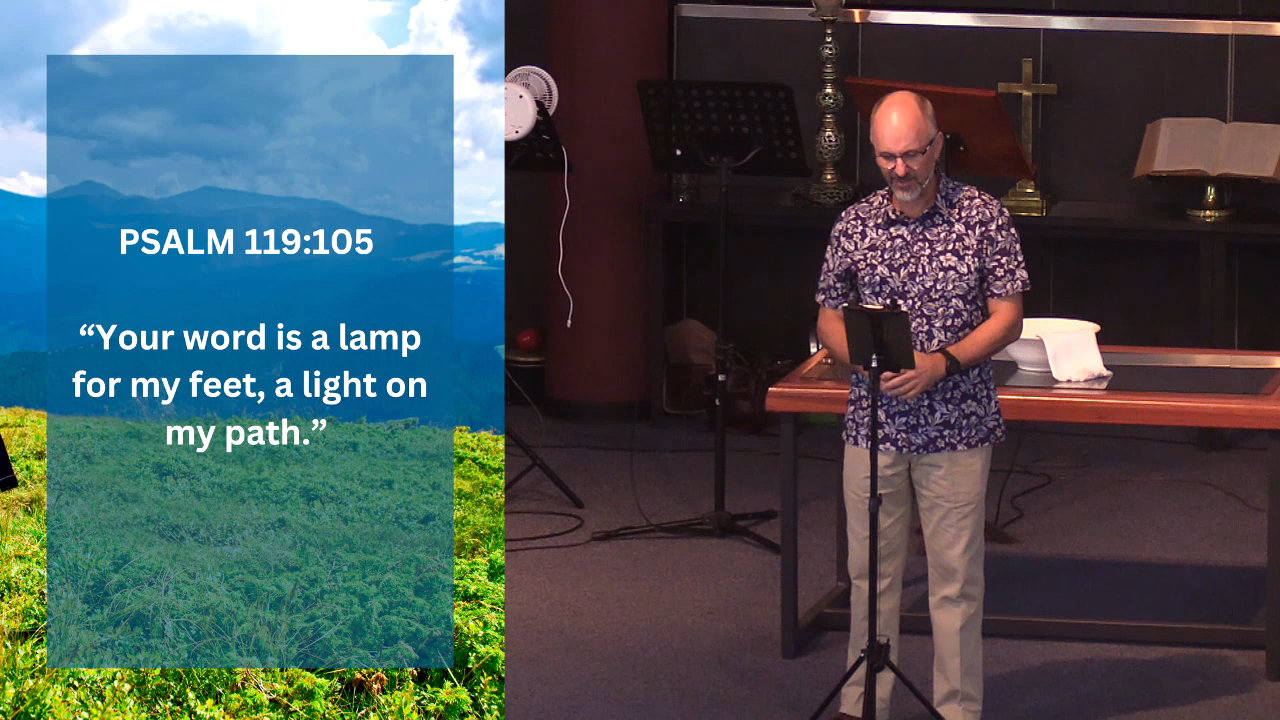 PSALM 119:105
“Your word is a lamp
for my feet, a light on
my path.”